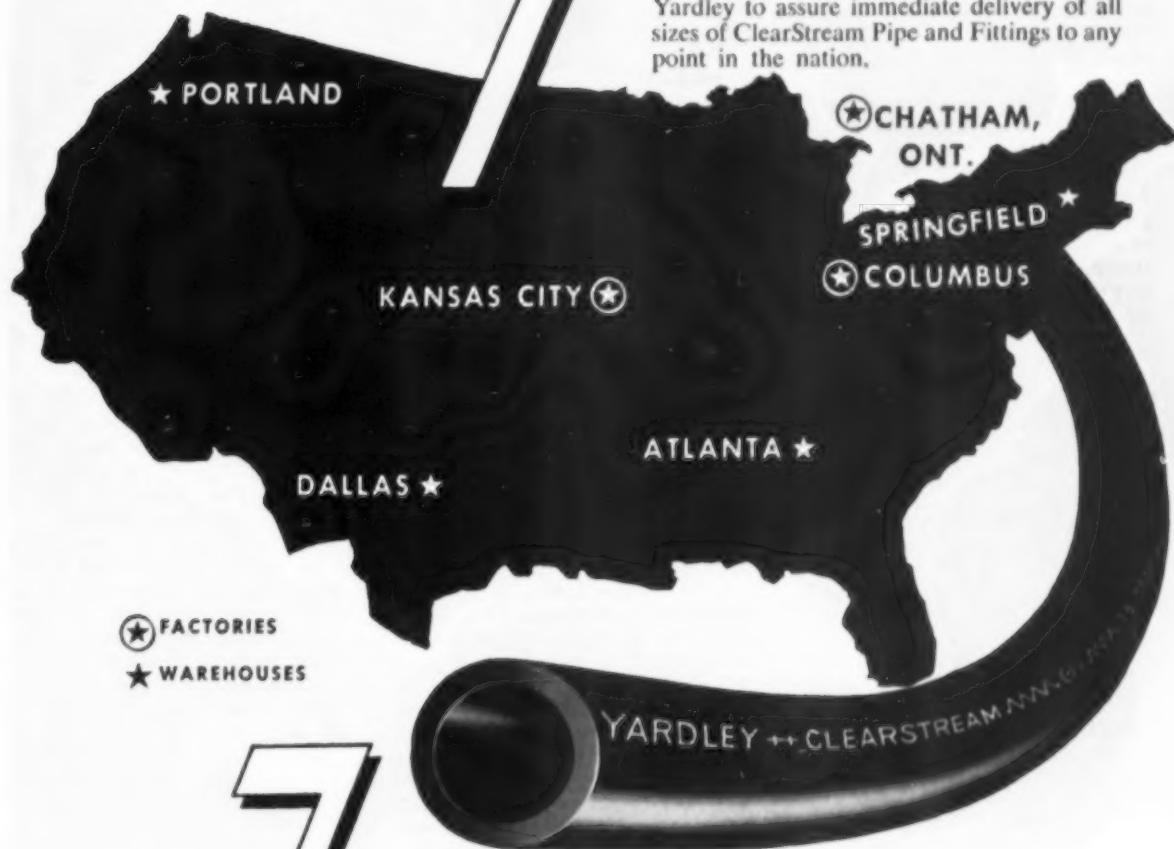 Yardley to assure immediate delivery of all
sizes of ClearStream Pipe and Fittings to any
point in the nation.
PORTLAND
CHATHAM,
ONT.
SPRINGFIELD
COLUMBUS
KANSAS CITY
ATLANTA
DALLAS
FACTORIES
WAREHOUSES
YARDLEY ++ CLEARSTREAM
7